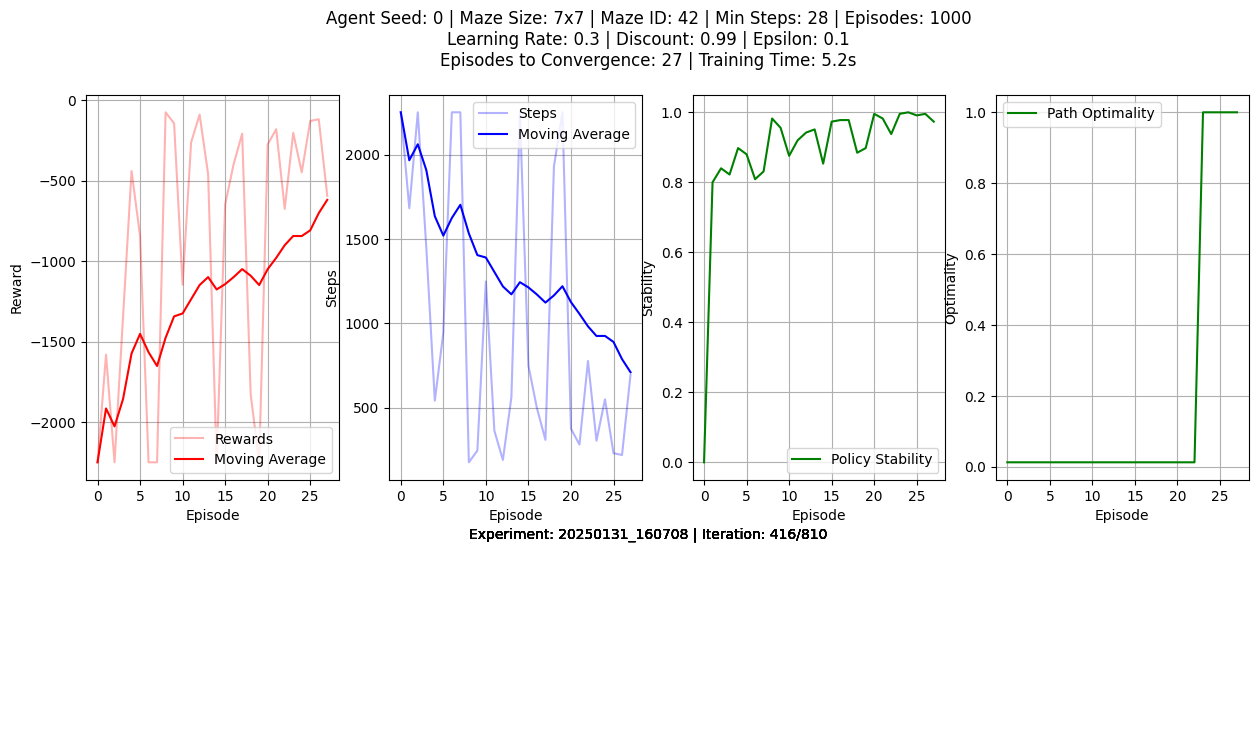 Agent Seed: 0 | Maze Size: 7x7 | Maze ID: 42 | Min Steps: 28 | Episodes: 1000
Learning Rate: 0.3 | Discount: 0.99 | Epsilon: 0.1
Episodes to Convergence: 27 | Training Time: 5.2s
Reward
0
−500
−1000
−1500
−2000
Rewards
Moving Average
0 5 10 15 20 25
Episode
Steps
2000
1500
1000
500
Steps
Moving Average
0 5 10 15 20 25
Episode
Stability
1.0
0.8
0.6
0.4
0.2
0.0
Policy Stability
0 5 10 15 20 25
Episode
Optimality
1.0
0.8
0.6
0.4
0.2
0.0
Path Optimality
0 5 10 15 20 25
Episode
Experiment: 20250131_160708 | Iteration: 416/810